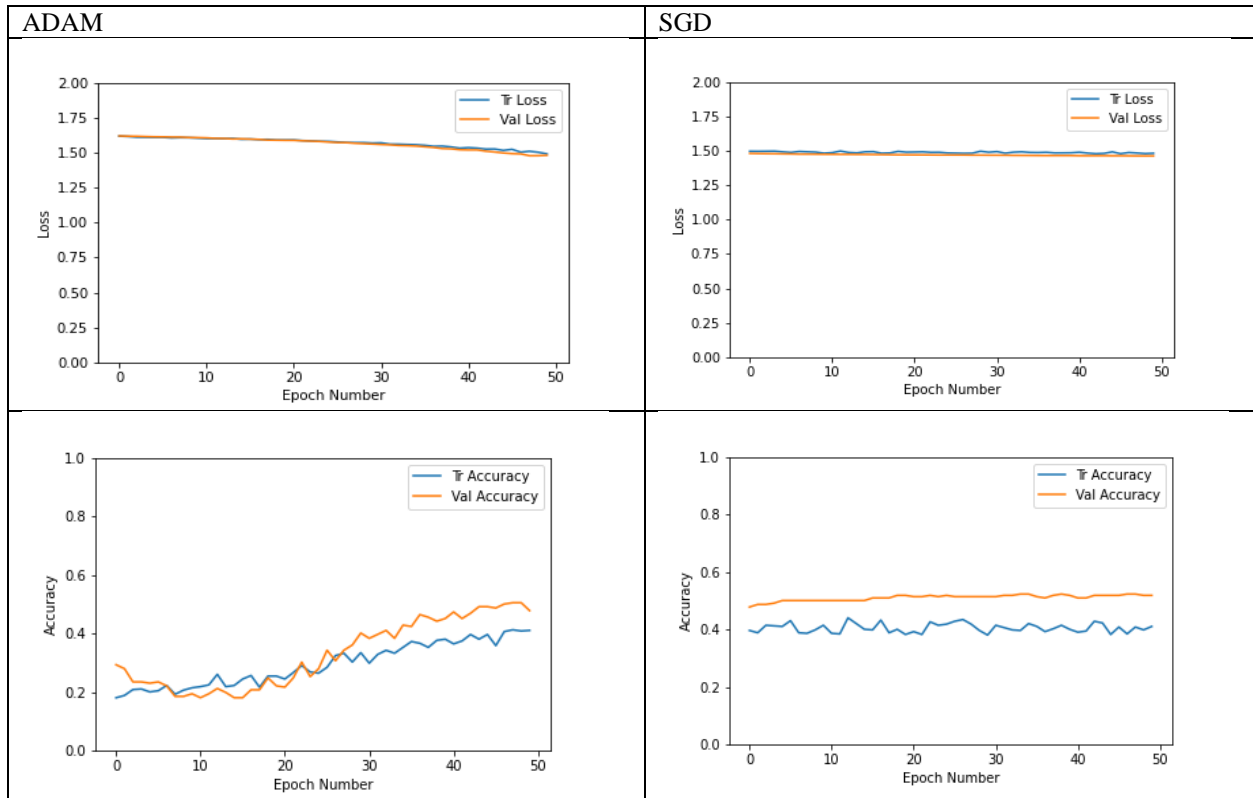 ADAM
SGD
2.00
1.75
1.50
1.25
1.00
0.75
0.50
0.25
0.00
Loss
Tr Loss
Val Loss
0 10 20 30 40 50
Epoch Number
2.00
1.75
1.50
1.25
1.00
0.75
0.50
0.25
0.00
Loss
Tr Loss
Val Loss
0 10 20 30 40 50
Epoch Number
1.0
0.8
0.6
0.4
0.2
0.0
Accuracy
Tr Accuracy
Val Accuracy
0 10 20 30 40 50
Epoch Number
1.0
0.8
0.6
0.4
0.2
0.0
Accuracy
Tr Accuracy
Val Accuracy
0 10 20 30 40 50
Epoch Number